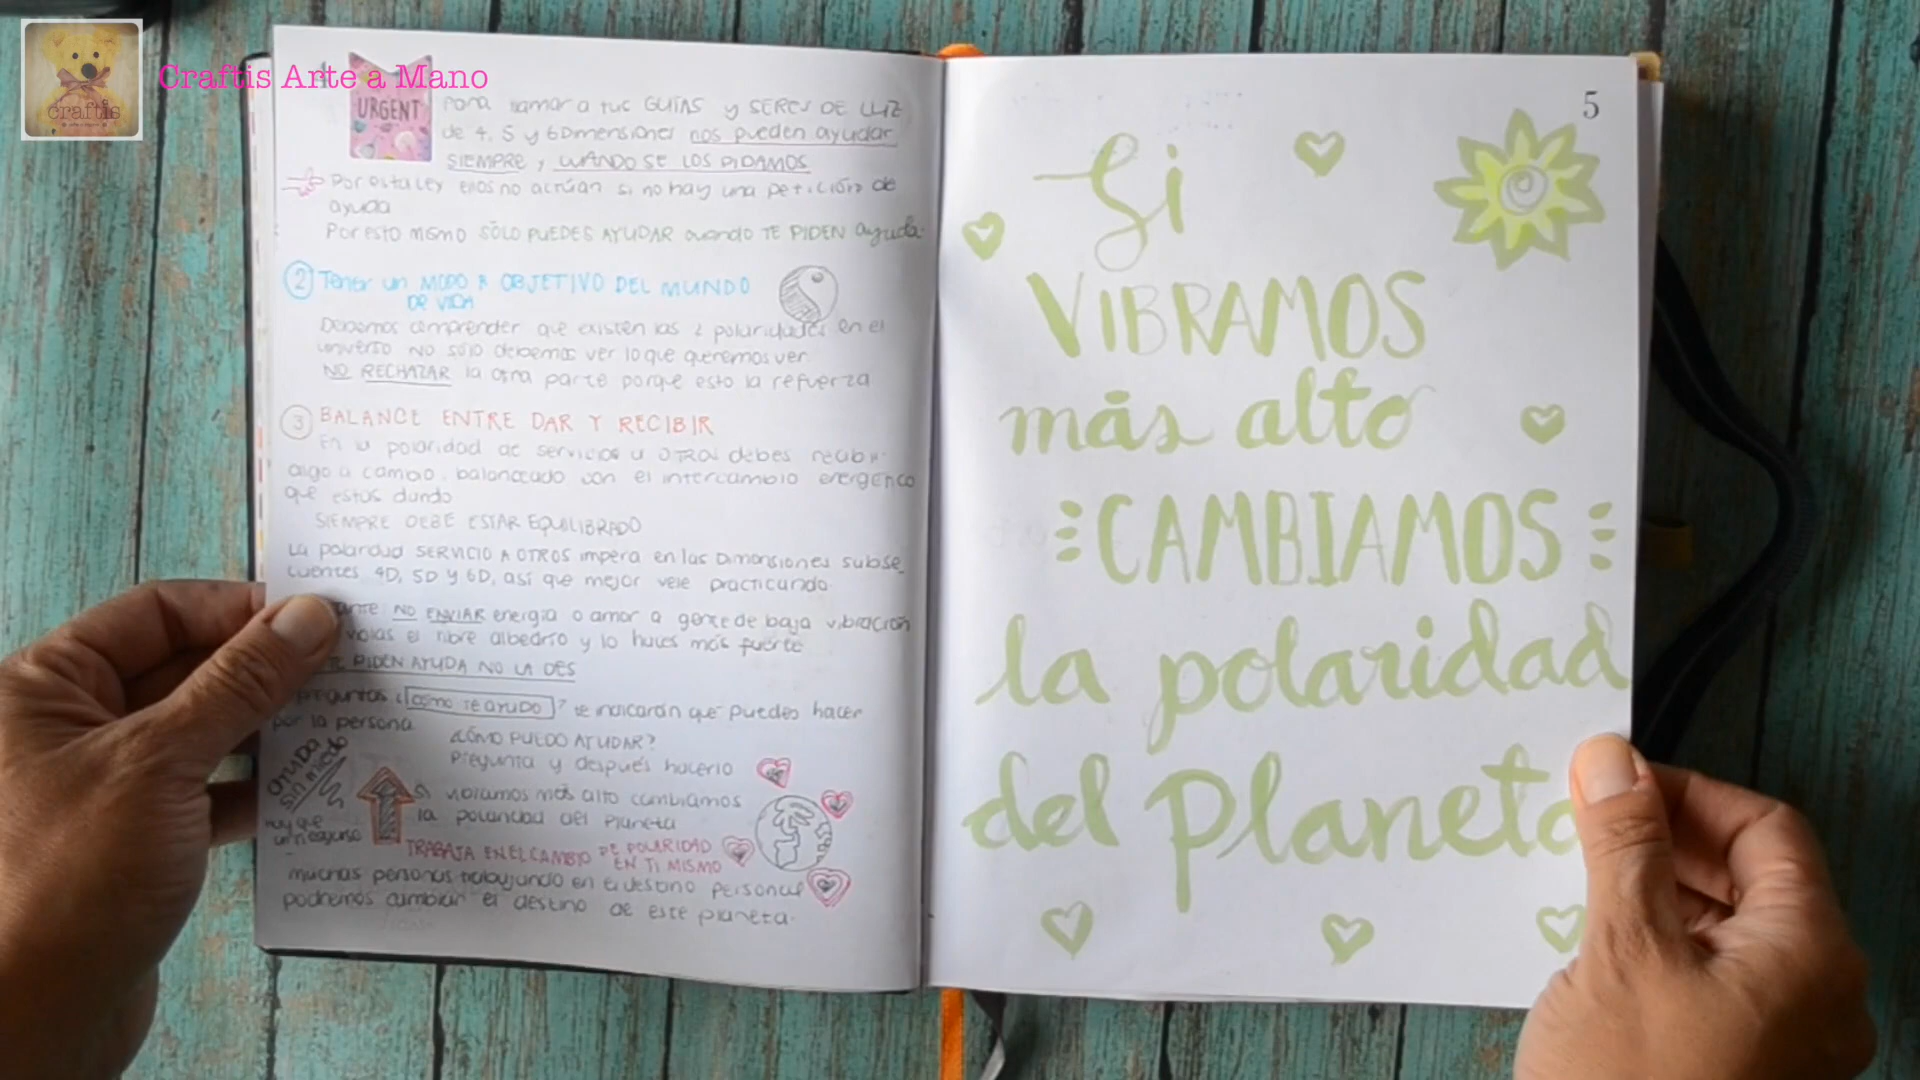 craftis
Craftis Arte a Mano
URGENT
Para llamar a tus GUÍAS y SERES DE LUZ
de 4, 5 y 6 Dimensiones nos pueden ayudar
SIEMPRE y CUANDO SE LOS PIDAMOS
Por esta Ley ellos no actúan si no hay una petición de
ayuda
Por esto mismo SÓLO PUEDES AYUDAR cuando TE PIDEN ayuda.
2 Tener un MODO OBJETIVO DEL MUNDO
DE VIDA
Debemos comprender que existen las 2 polaridades en el
universo NO sólo debemos ver lo que queremos ver.
NO RECHAZAR la otra parte porque esto la refuerza
3 BALANCE ENTRE DAR Y RECIBIR
En la polaridad de servicios a OTROS debes recibir
algo a cambio, balanceado con el intercambio energético
que estás dando
SIEMPRE DEBE ESTAR EQUILIBRADO
La polaridad SERVICIO A OTROS impera en las Dimensiones subse_
cuentes 4D, 5D y 6D, así que mejor vele practicando.
NO ENVIAR energía o amor a gente de baja vibración
violas el libre albedrío y lo haces más fuerte
TE PIDEN AYUDA NO LA DES
preguntas ¿CÓMO TE AYUDO? te indicarán que puedes hacer
por la persona
¿CÓMO PUEDO AYUDAR?
Pregunta y después hacerlo
ayuda
sin miedo
hay que
Si vibramos más alto cambiamos
la polaridad del Planeta
TRABAJA EN EL CAMBIO DE POLARIDAD
EN TI MISMO
muchas personas trabajando en el destino personal
podremos cambiar el destino de este planeta.
5
Si
VIBRAMOS
más alto
CAMBIAMOS
la polaridad
del Planeta